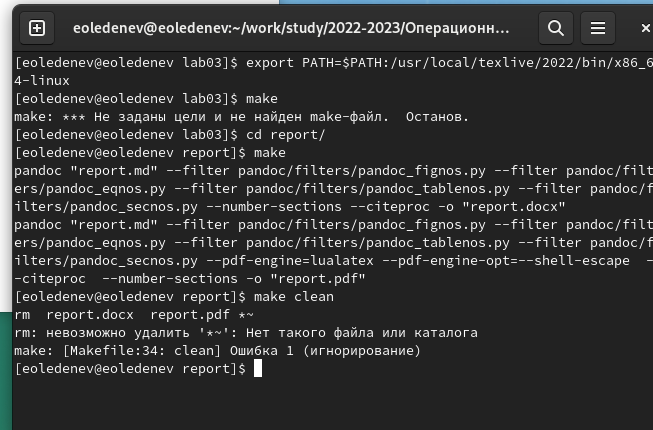 eoledenev@eoledenev:~/work/study/2022-2023/Операционн...
[eoledenev@eoledenev lab03]$ export PATH=$PATH:/usr/local/texlive/2022/bin/x86_6
4-linux
[eoledenev@eoledenev lab03]$ make
make: *** Не заданы цели и не найден make-файл.  Останов.
[eoledenev@eoledenev lab03]$ cd report/
[eoledenev@eoledenev report]$ make
pandoc "report.md" --filter pandoc/filters/pandoc_fignos.py --filter pandoc/filt
ers/pandoc_eqnos.py --filter pandoc/filters/pandoc_tablenos.py --filter pandoc/f
ilters/pandoc_secnos.py --number-sections --citeproc -o "report.docx"
pandoc "report.md" --filter pandoc/filters/pandoc_fignos.py --filter pandoc/filt
ers/pandoc_eqnos.py --filter pandoc/filters/pandoc_tablenos.py --filter pandoc/f
ilters/pandoc_secnos.py --pdf-engine=lualatex --pdf-engine-opt=--shell-escape  -
-citeproc  --number-sections -o "report.pdf"
[eoledenev@eoledenev report]$ make clean
rm  report.docx  report.pdf *~
rm: невозможно удалить '*~': Нет такого файла или каталога
make: [Makefile:34: clean] Ошибка 1 (игнорирование)
[eoledenev@eoledenev report]$